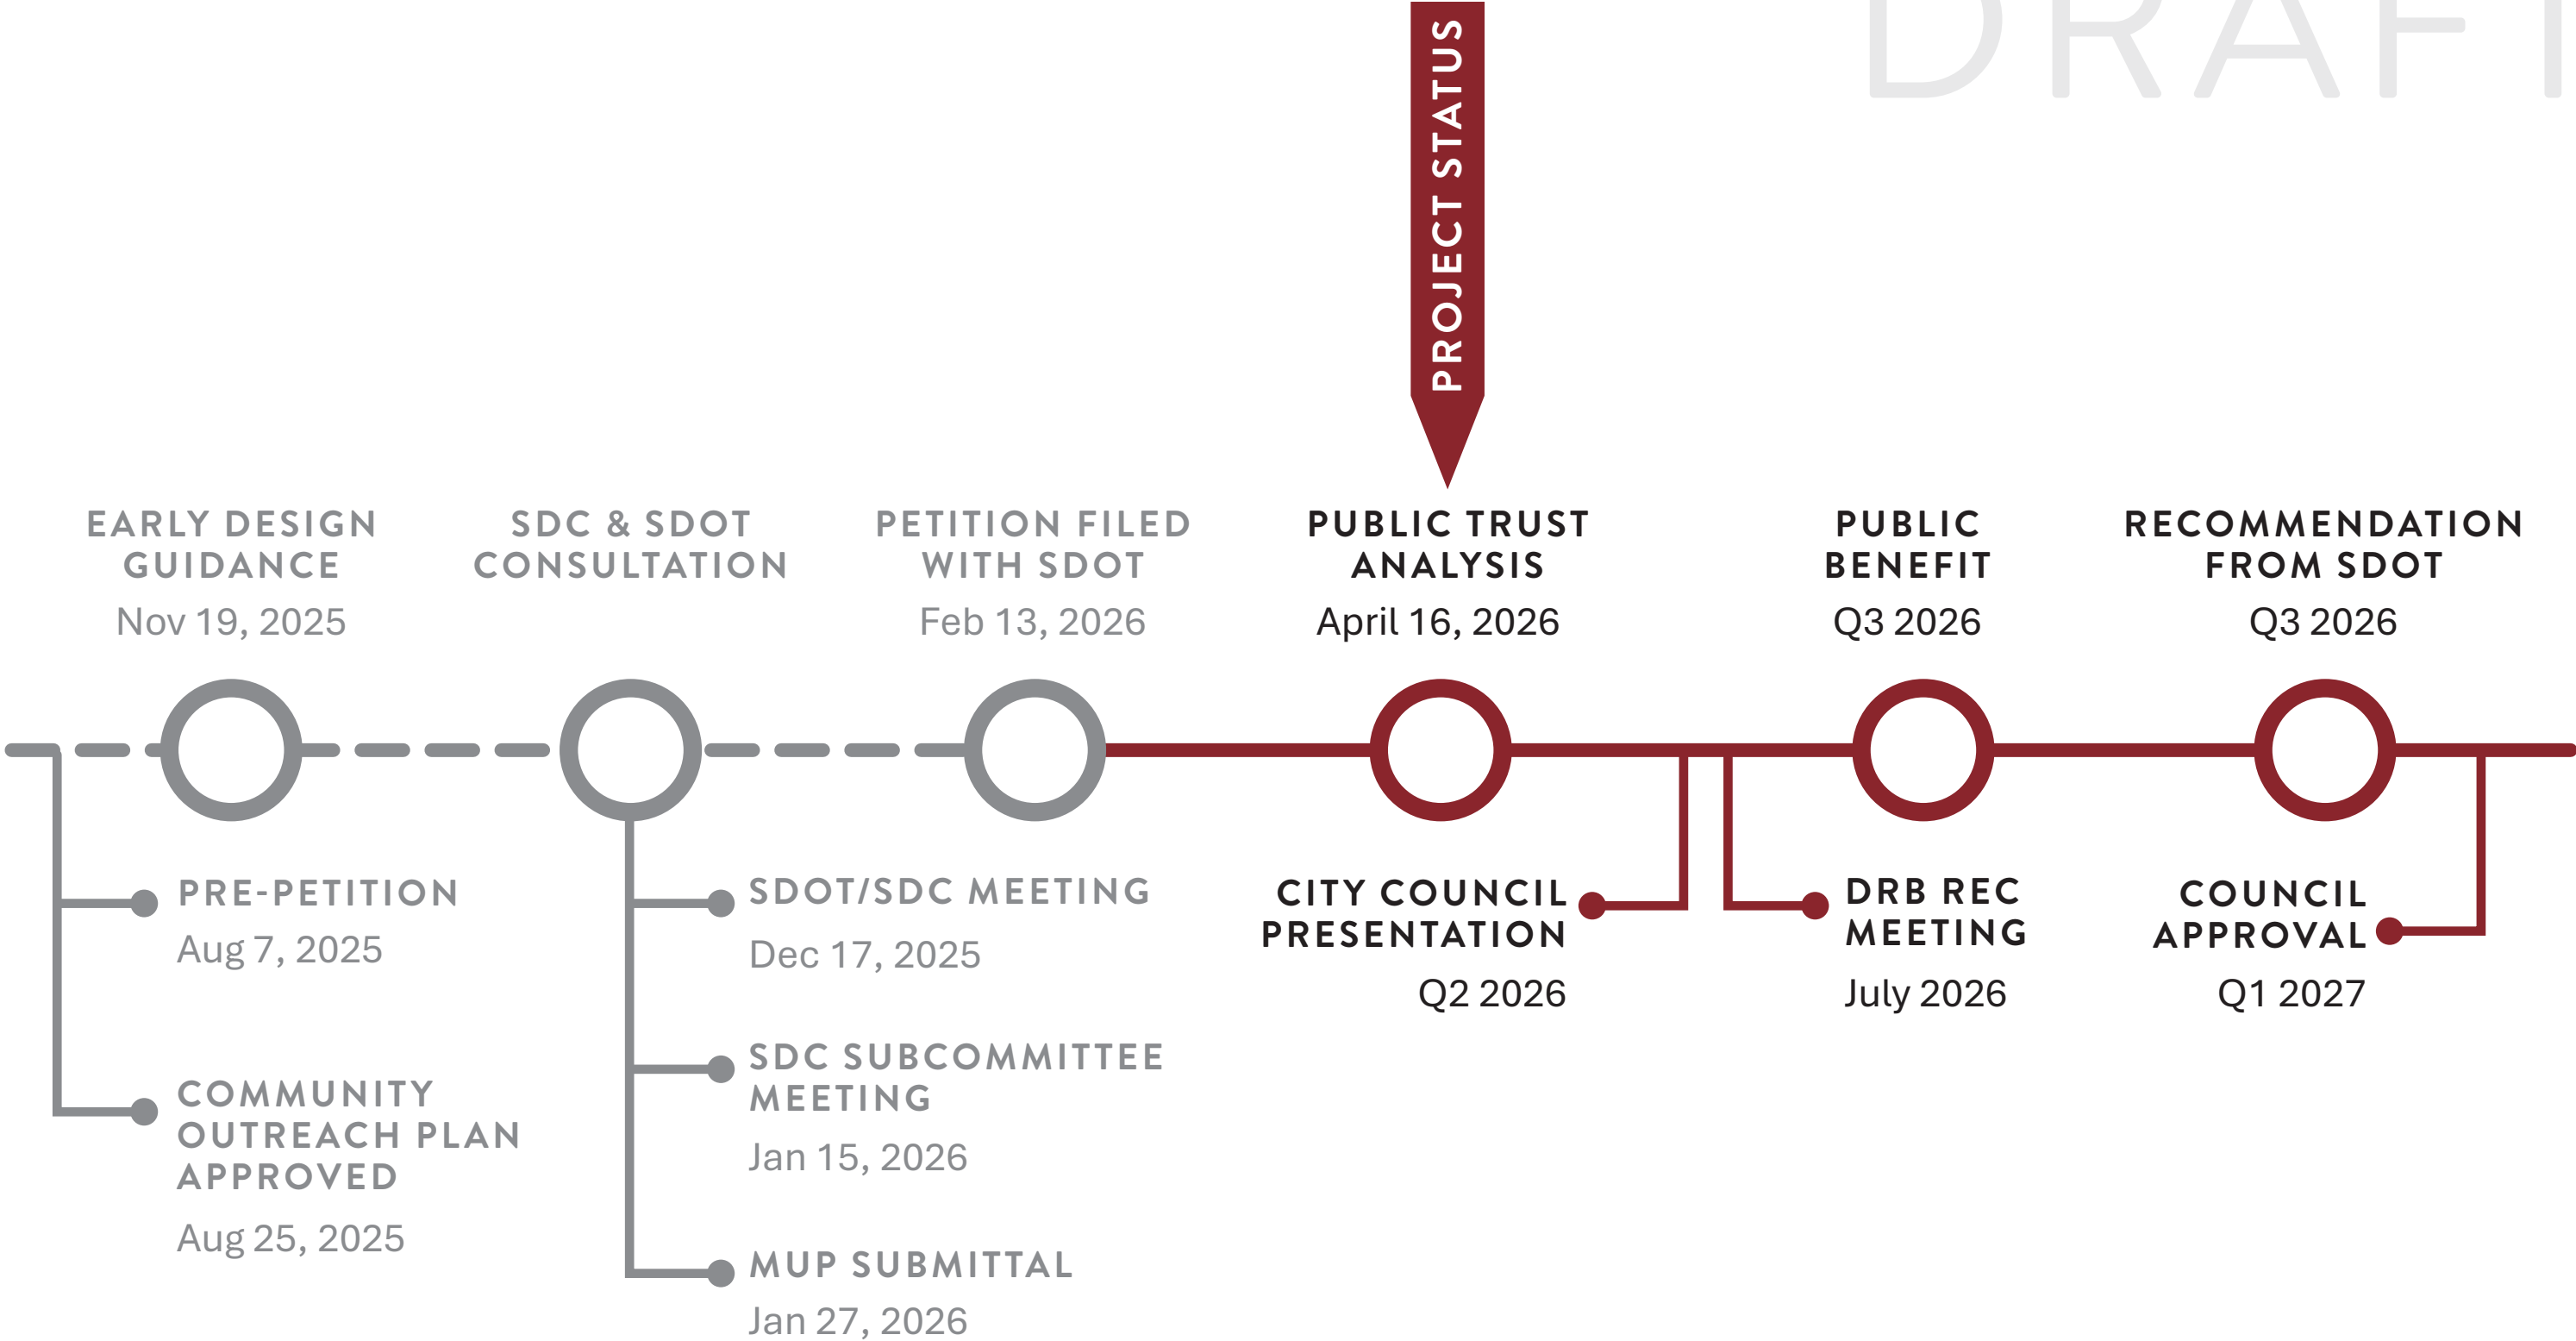 DRAFT
PROJECT STATUS
EARLY DESIGN
GUIDANCE
Nov 19, 2025
SDC & SDOT
CONSULTATION
PETITION FILED
WITH SDOT
Feb 13, 2026
PUBLIC TRUST
ANALYSIS
April 16, 2026
PUBLIC
BENEFIT
Q3 2026
RECOMMENDATION
FROM SDOT
Q3 2026
PRE-PETITION
Aug 7, 2025
COMMUNITY
OUTREACH PLAN
APPROVED
Aug 25, 2025
SDOT/SDC MEETING
Dec 17, 2025
SDC SUBCOMMITTEE
MEETING
Jan 15, 2026
MUP SUBMITTAL
Jan 27, 2026
CITY COUNCIL
PRESENTATION
Q2 2026
DRB REC
MEETING
July 2026
COUNCIL
APPROVAL
Q1 2027